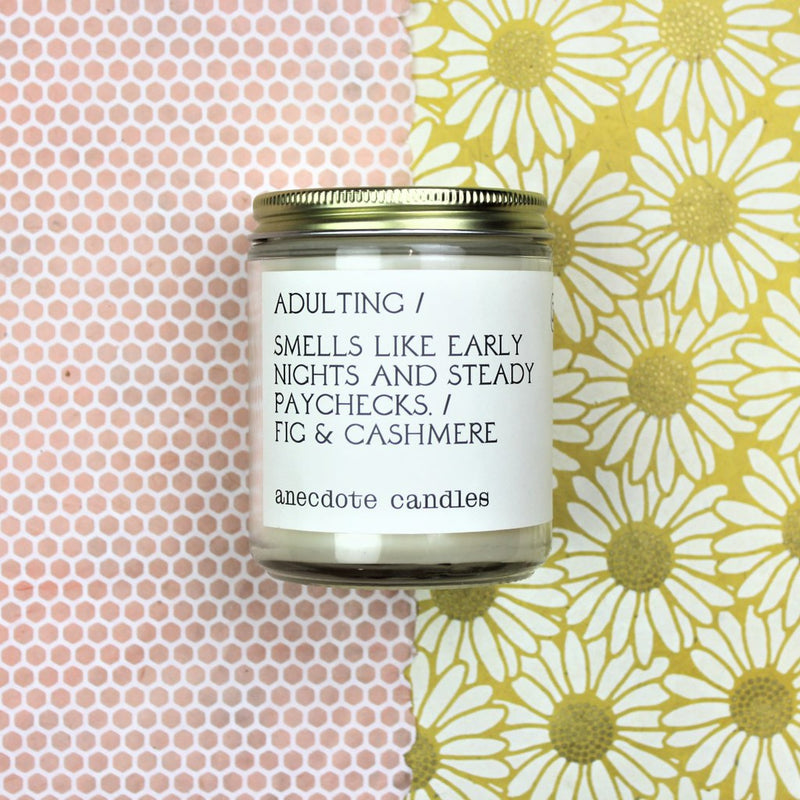 ADULTING /
SMELLS LIKE EARLY
NIGHTS AND STEADY
PAYCHECKS. /
FIG & CASHMERE
anecdote candles